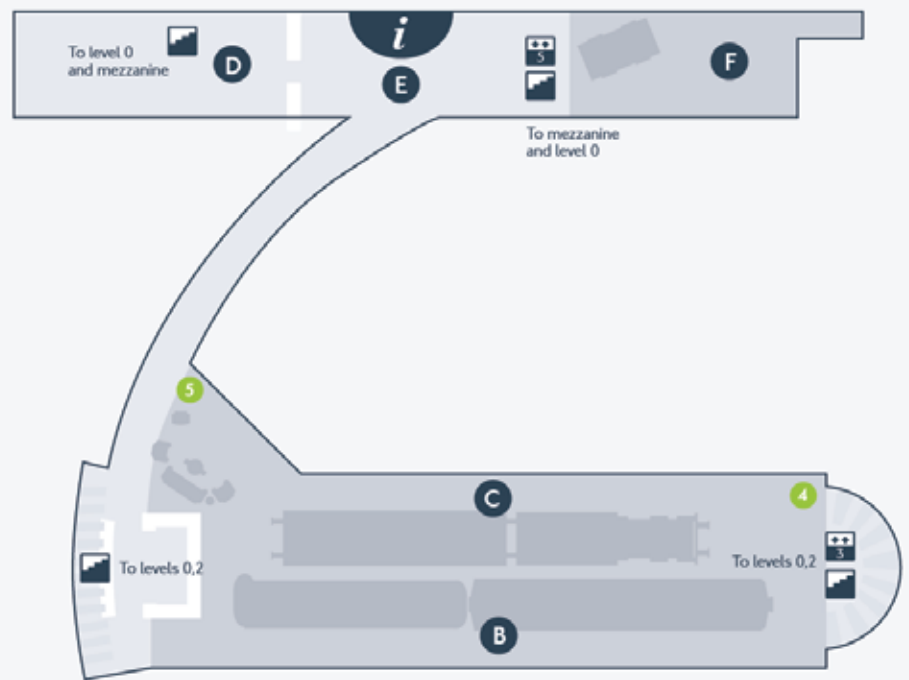 i
To level 0
and mezzanine
D
E
5
F
To mezzanine
and level 0
5
C
4
To levels 0,2
To levels 0,2
3
B